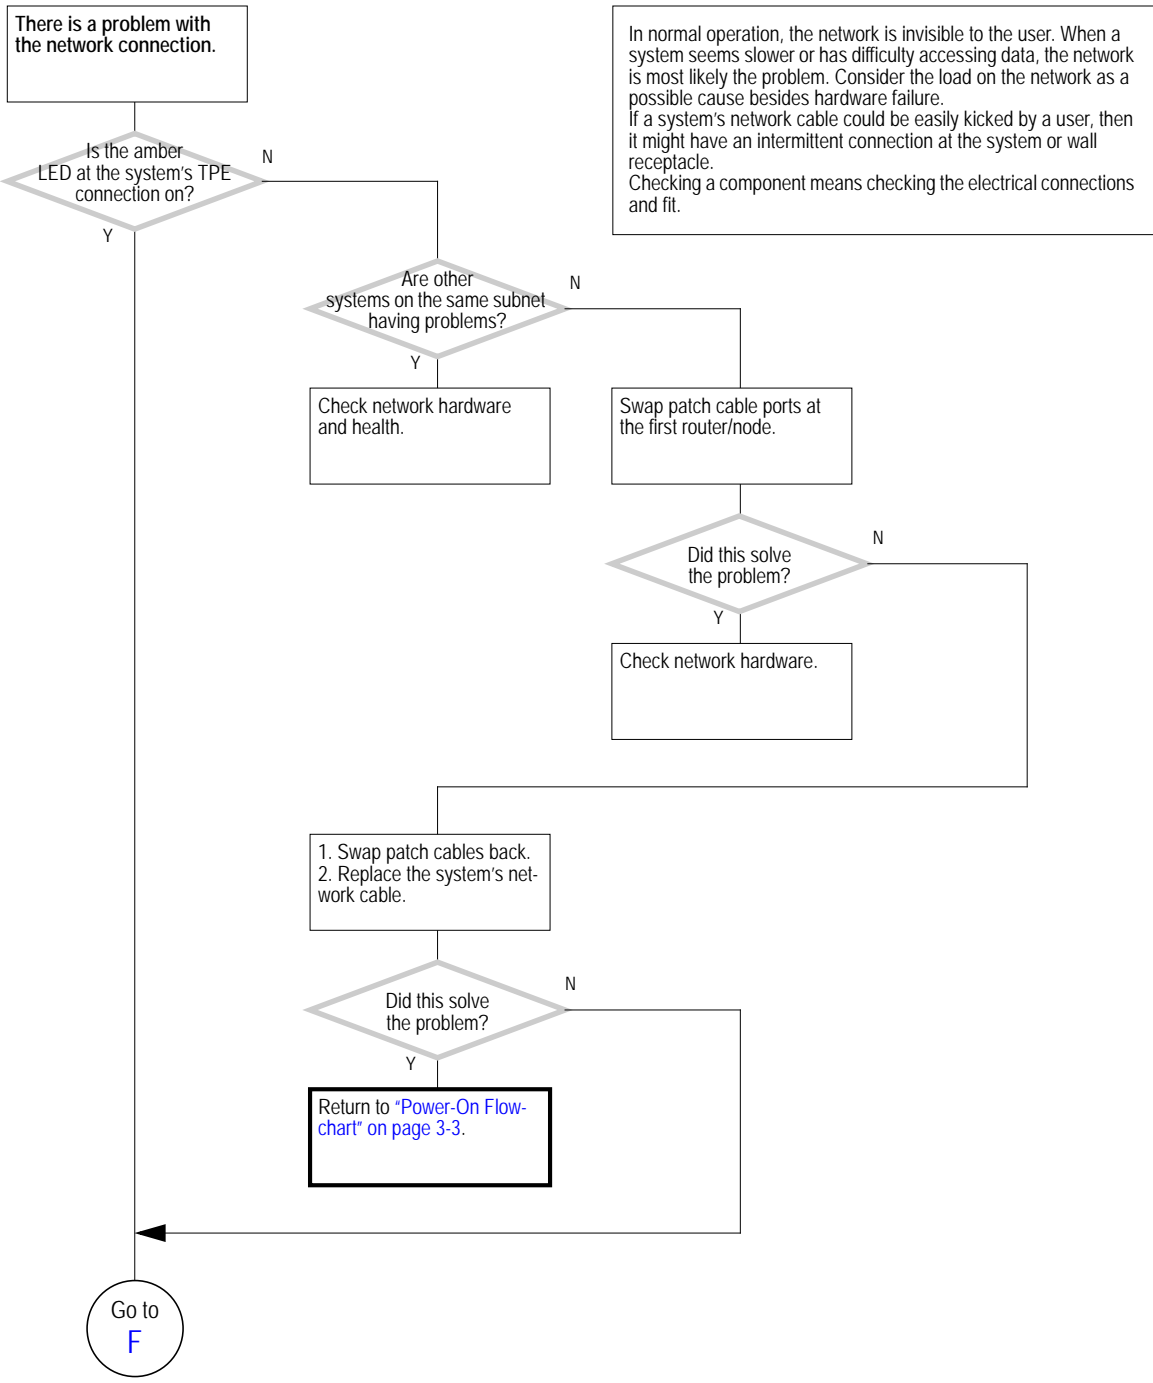 There is a problem with
the network connection.
In normal operation, the network is invisible to the user. When a
system seems slower or has difficulty accessing data, the network
is most likely the problem. Consider the load on the network as a
possible cause besides hardware failure.
If a system's network cable could be easily kicked by a user, then
it might have an intermittent connection at the system or wall
receptacle.
Checking a component means checking the electrical connections
and fit.
Is the amber
LED at the system's TPE
connection on?
N
Y
Are other
systems on the same subnet
having problems?
N
Y
Check network hardware
and health.
Swap patch cable ports at
the first router/node.
Did this solve
the problem?
N
Y
Check network hardware.
1. Swap patch cables back.
2. Replace the system's net-
work cable.
Did this solve
the problem?
N
Y
Return to "Power-On Flow-
chart" on page 3-3.
Go to
F